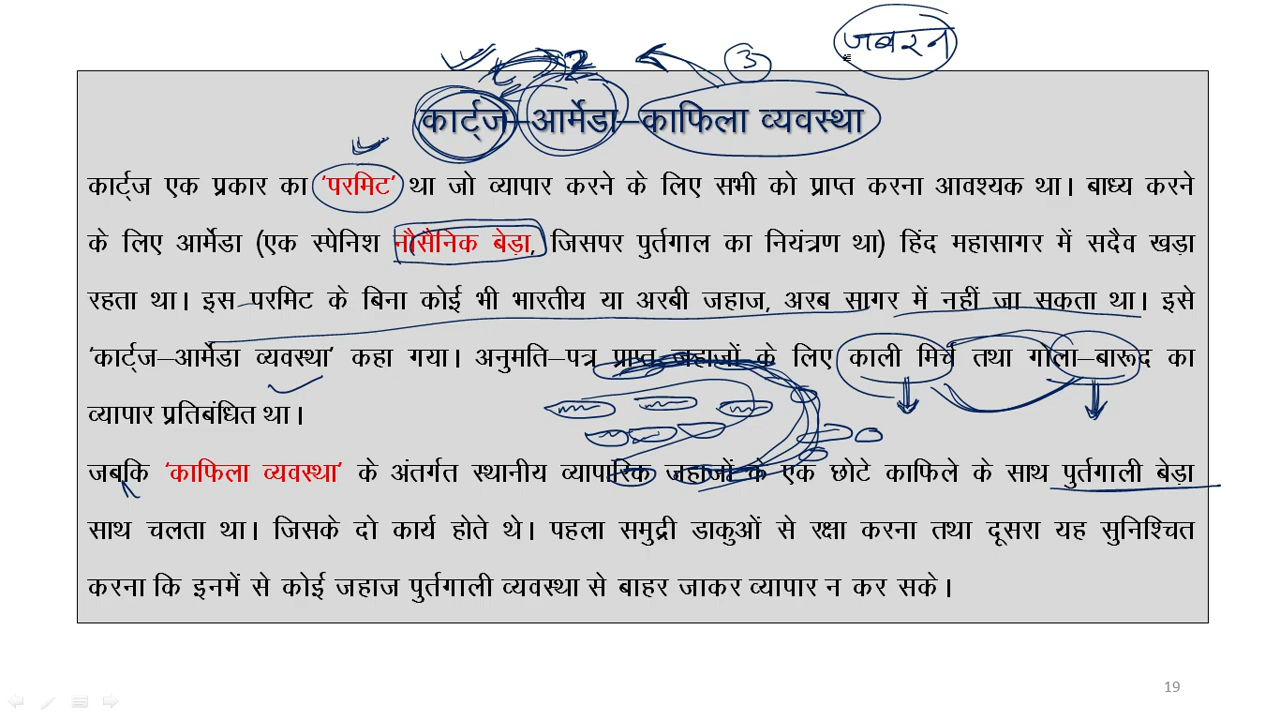 जबरन
2 3
कार्ट्ज–आर्मेडा–काफिला व्यवस्था
कार्ट्ज एक प्रकार का 'परमिट' था जो व्यापार करने के लिए सभी को प्राप्त करना आवश्यक था। बाध्य करने
के लिए आर्मेडा (एक स्पेनिश नौसैनिक बेड़ा, जिसपर पुर्तगाल का नियंत्रण था) हिंद महासागर में सदैव खड़ा
रहता था। इस परमिट के बिना कोई भी भारतीय या अरबी जहाज, अरब सागर में नहीं जा सकता था। इसे
'कार्ट्ज–आर्मेडा व्यवस्था' कहा गया। अनुमति–पत्र प्राप्त जहाजों के लिए काली मिर्च तथा गोला–बारूद का
व्यापार प्रतिबंधित था।
जबकि 'काफिला व्यवस्था' के अंतर्गत स्थानीय व्यापारिक जहाजों के एक छोटे काफिले के साथ पुर्तगाली बेड़ा
साथ चलता था। जिसके दो कार्य होते थे। पहला समुद्री डाकुओं से रक्षा करना तथा दूसरा यह सुनिश्चित
करना कि इनमें से कोई जहाज पुर्तगाली व्यवस्था से बाहर जाकर व्यापार न कर सके।
19